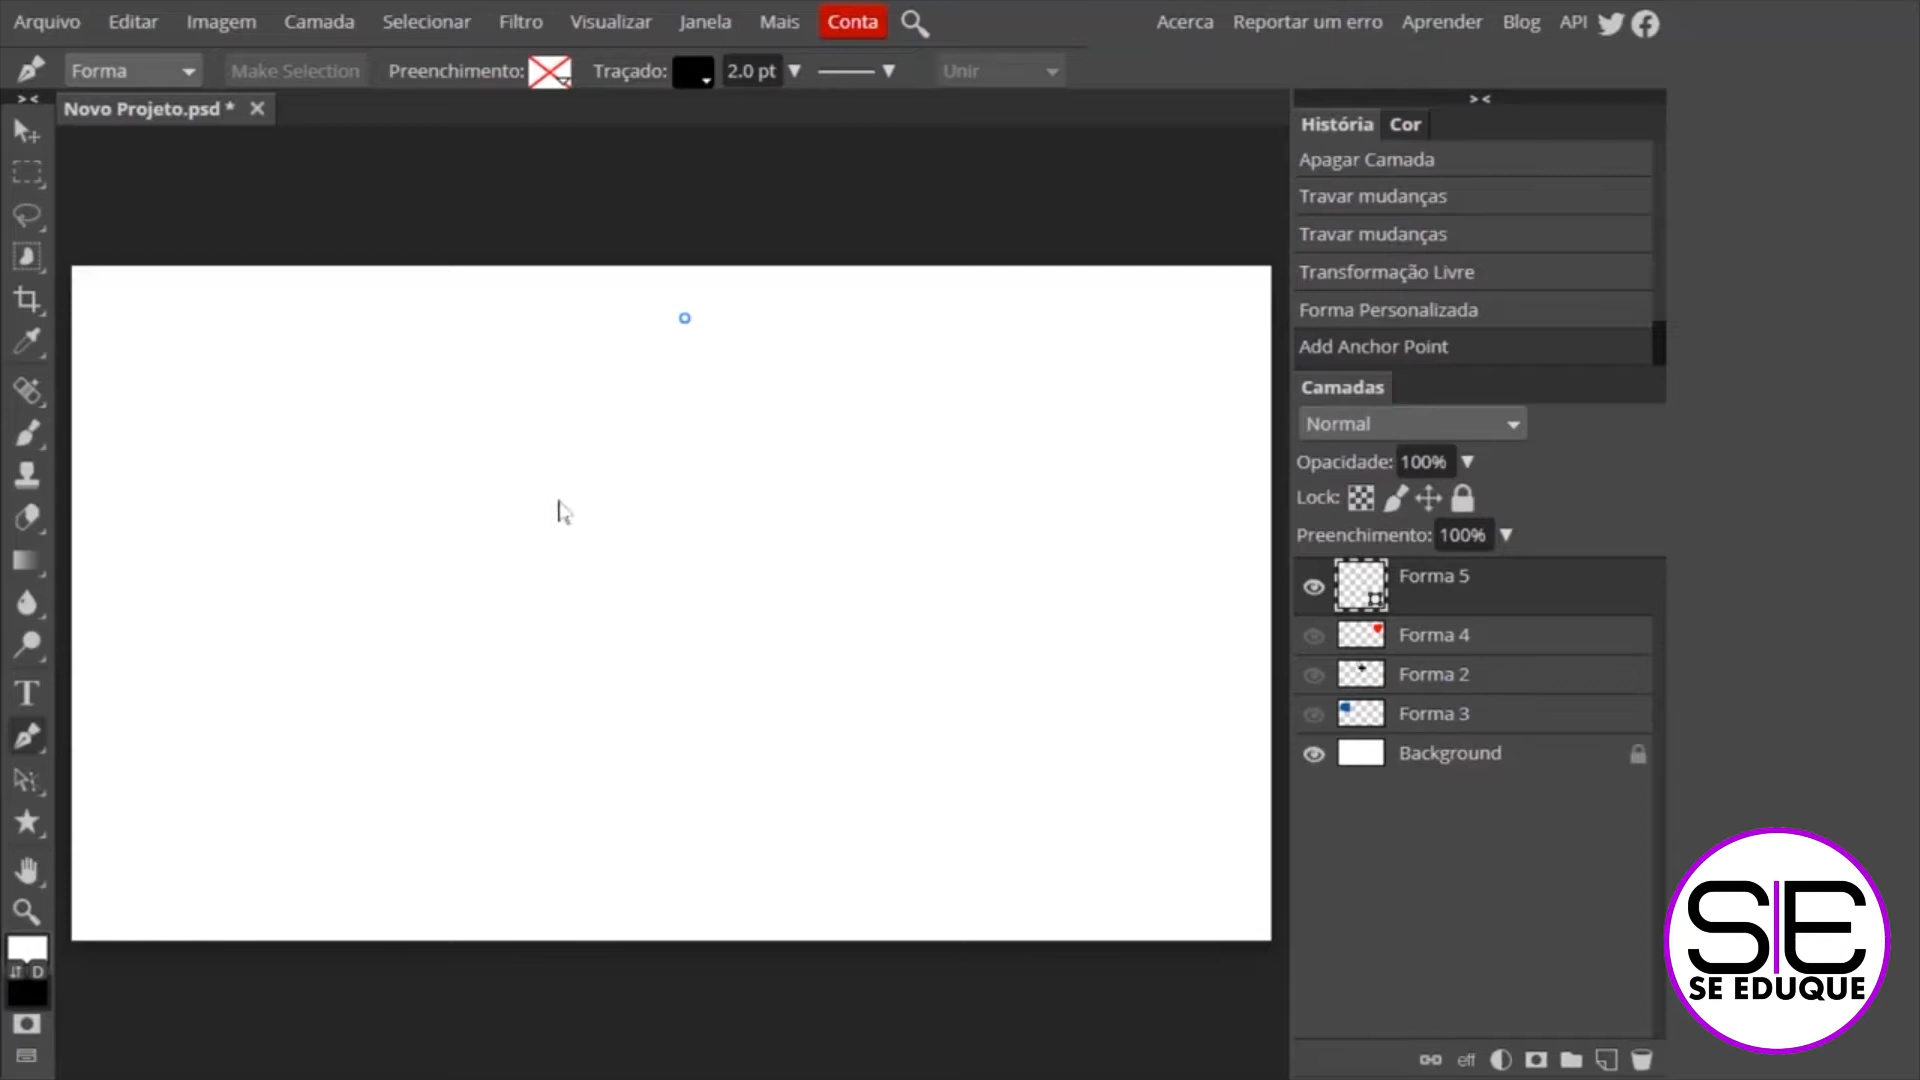 Arquivo Editar Imagem Camada Selecionar Filtro Visualizar Janela Mais Conta Acerca Reportar um erro Aprender Blog API
Forma Make Selection Preenchimento: Traçado: 2.0 pt Unir
> <
Novo Projeto.psd *
> <
História Cor
Apagar Camada
Travar mudanças
Travar mudanças
Transformação Livre
Forma Personalizada
Add Anchor Point
Camadas
Normal
Opacidade: 100%
Lock:
Preenchimento: 100%
Forma 5
Forma 4
Forma 2
Forma 3
Background
D
eff
SE
SE EDUQUE